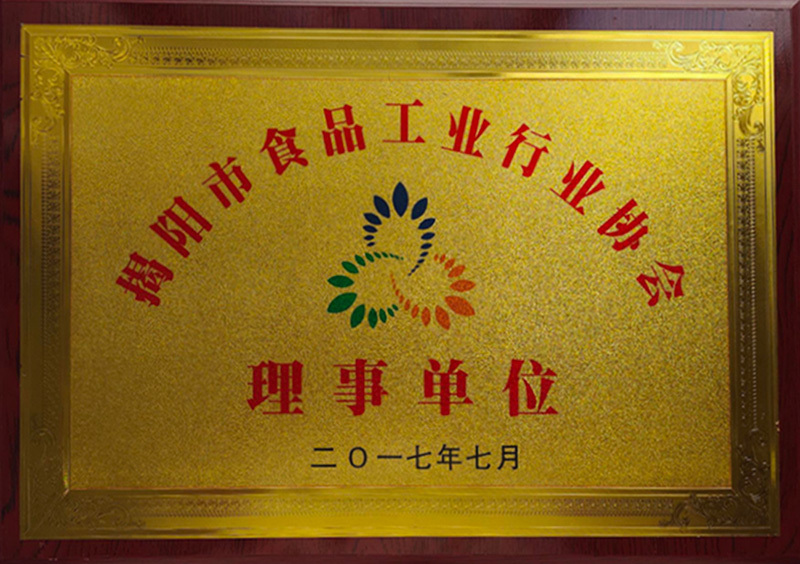 揭阳市食品工业行业协会
理事单位
二〇一七年七月